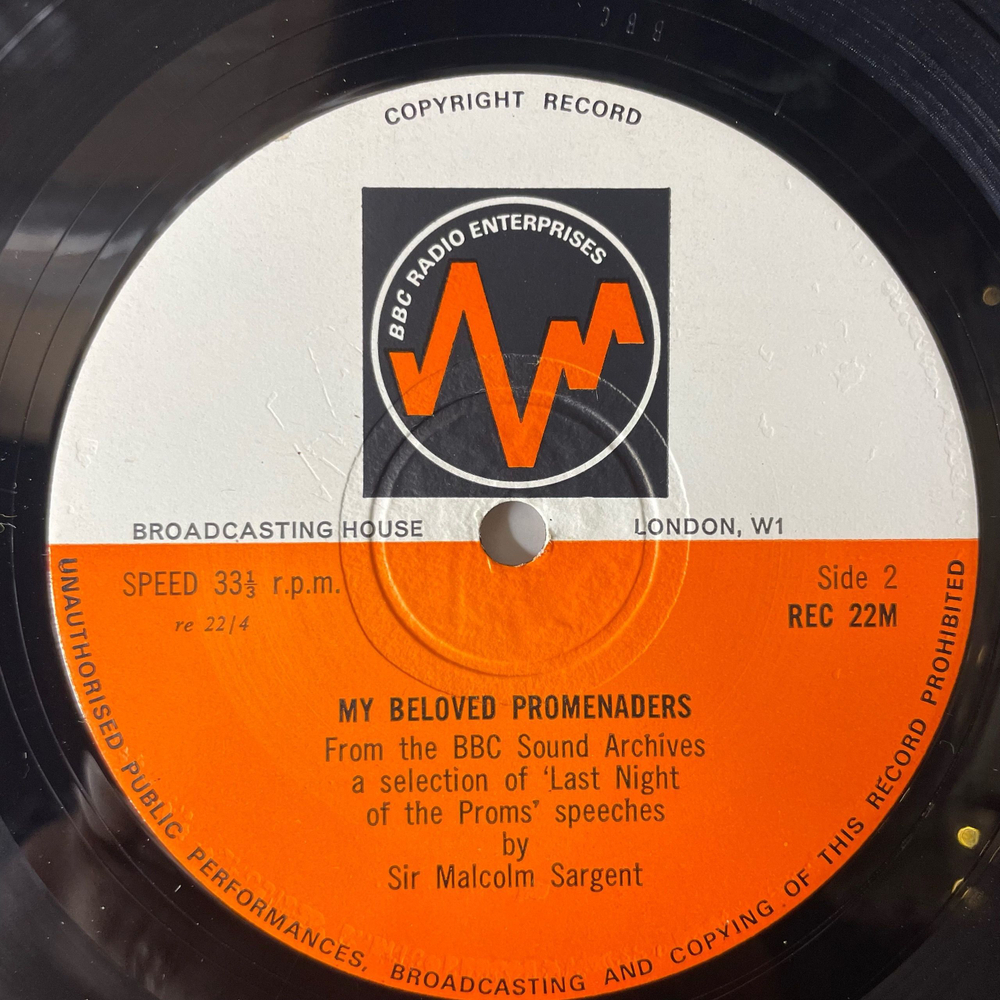 COPYRIGHT RECORD
BBC RADIO ENTERPRISES
BROADCASTING HOUSE LONDON, W1
SPEED 33⅓ r.p.m. Side 2
re 22/4 REC 22M
MY BELOVED PROMENADERS
From the BBC Sound Archives
a selection of ‘Last Night
of the Proms’ speeches
by
Sir Malcolm Sargent
UNAUTHORISED PUBLIC PERFORMANCES, BROADCASTING AND COPYING OF THIS RECORD PROHIBITED